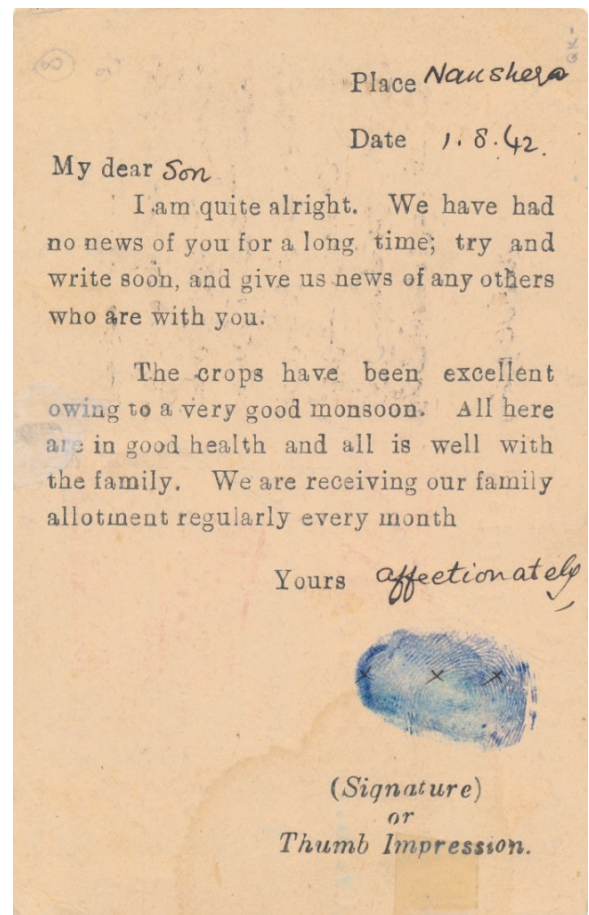 8
Place Naushera
Date 1.8.42.
My dear Son
I am quite alright. We have had
no news of you for a long time; try and
write soon, and give us news of any others
who are with you.
The crops have been excellent
owing to a very good monsoon. All here
are in good health and all is well with
the family. We are receiving our family
allotment regularly every month
Yours affectionately,
x x x
(Signature)
or
Thumb Impression.